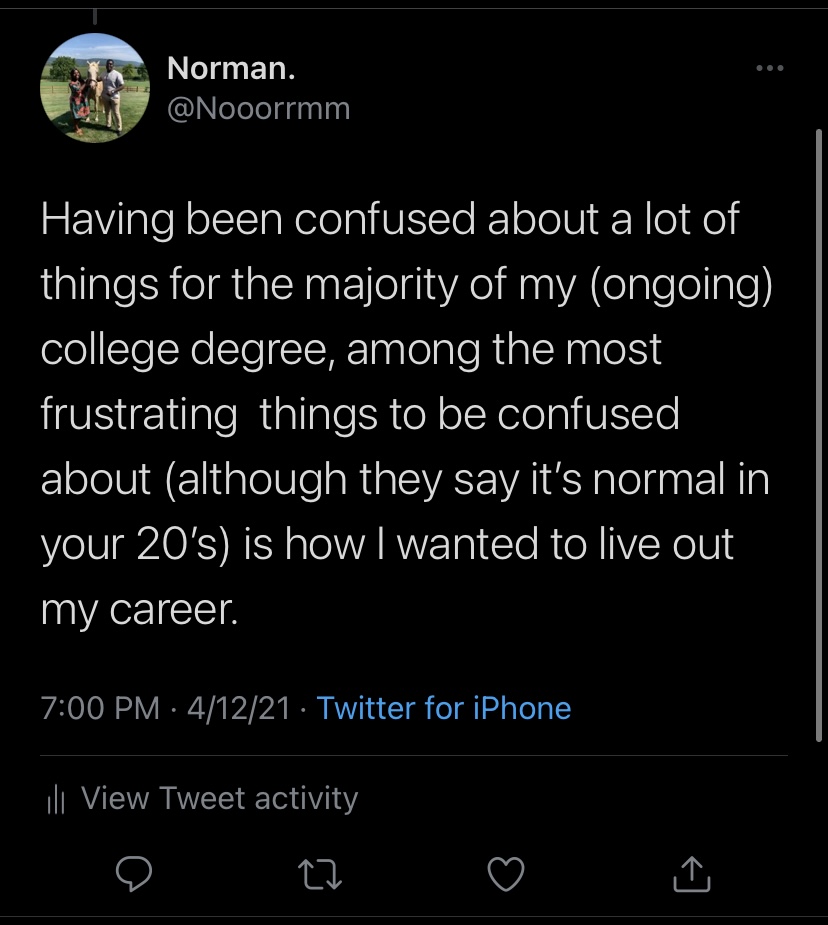 Norman.
@Nooorrmm
Having been confused about a lot of
things for the majority of my (ongoing)
college degree, among the most
frustrating  things to be confused
about (although they say it’s normal in
your 20’s) is how I wanted to live out
my career.
7:00 PM · 4/12/21 · Twitter for iPhone
View Tweet activity